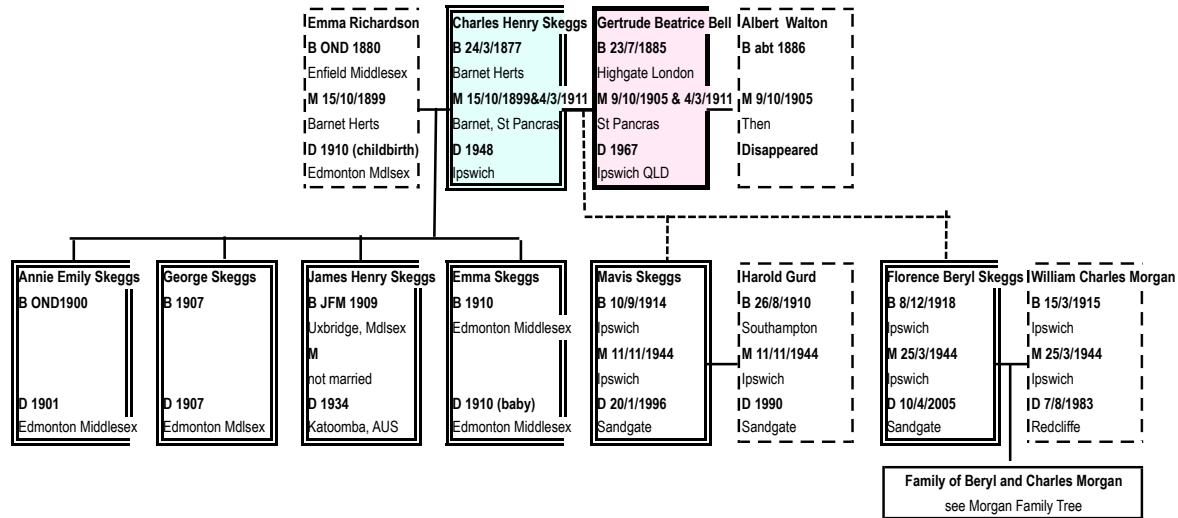 Emma Richardson
B OND 1880
Enfield Middlesex
M 15/10/1899
Barnet Herts
D 1910 (childbirth)
Edmonton Mdlsex
Charles Henry Skeggs
B 24/3/1877
Barnet Herts
M 15/10/1899&4/3/1911
Barnet, St Pancras
D 1948
Ipswich
Gertrude Beatrice Bell
B 23/7/1885
Highgate London
M 9/10/1905 & 4/3/1911
St Pancras
D 1967
Ipswich QLD
Albert Walton
B abt 1886
M 9/10/1905
Then
Disappeared
Annie Emily Skeggs
B OND1900
D 1901
Edmonton Middlesex
George Skeggs
B 1907
D 1907
Edmonton Mdlsex
James Henry Skeggs
B JFM 1909
Uxbridge, Mdlsex
M
not married
D 1934
Katoomba, AUS
Emma Skeggs
B 1910
Edmonton Middlesex
D 1910 (baby)
Edmonton Middlesex
Mavis Skeggs
B 10/9/1914
Ipswich
M 11/11/1944
Ipswich
D 20/1/1996
Sandgate
Harold Gurd
B 26/8/1910
Southampton
M 11/11/1944
Ipswich
D 1990
Sandgate
Florence Beryl Skeggs
B 8/12/1918
Ipswich
M 25/3/1944
Ipswich
D 10/4/2005
Sandgate
William Charles Morgan
B 15/3/1915
Ipswich
M 25/3/1944
Ipswich
D 7/8/1983
Redcliffe
Family of Beryl and Charles Morgan
see Morgan Family Tree